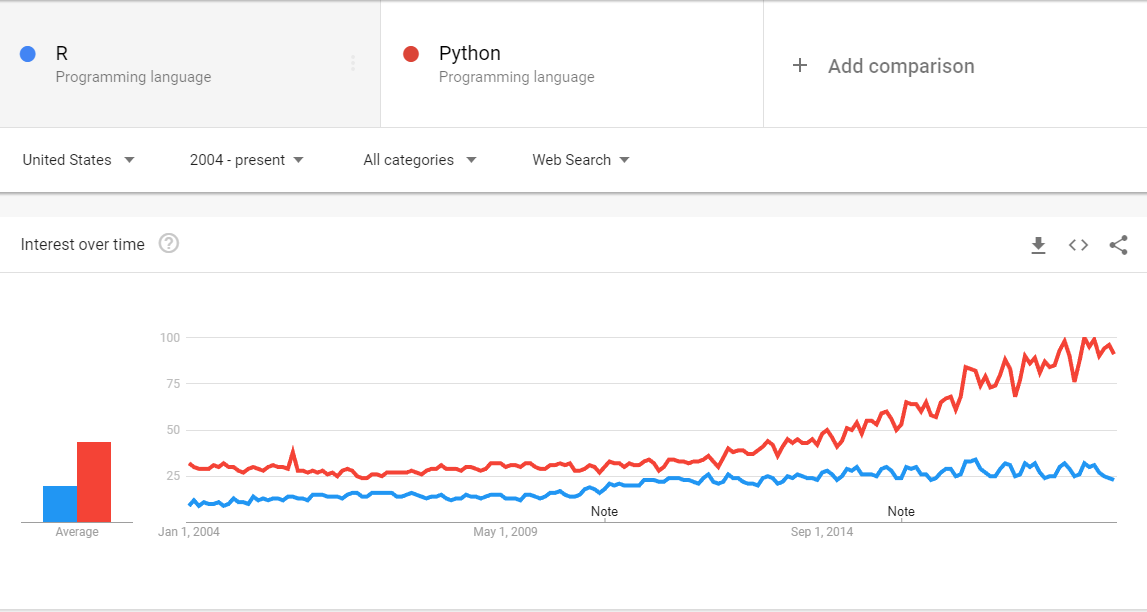 R
Programming language
Python
Programming language
+ Add comparison
United States
2004 - present
All categories
Web Search
Interest over time ?
100
75
50
25
Note
Note
Average
Jan 1, 2004
May 1, 2009
Sep 1, 2014